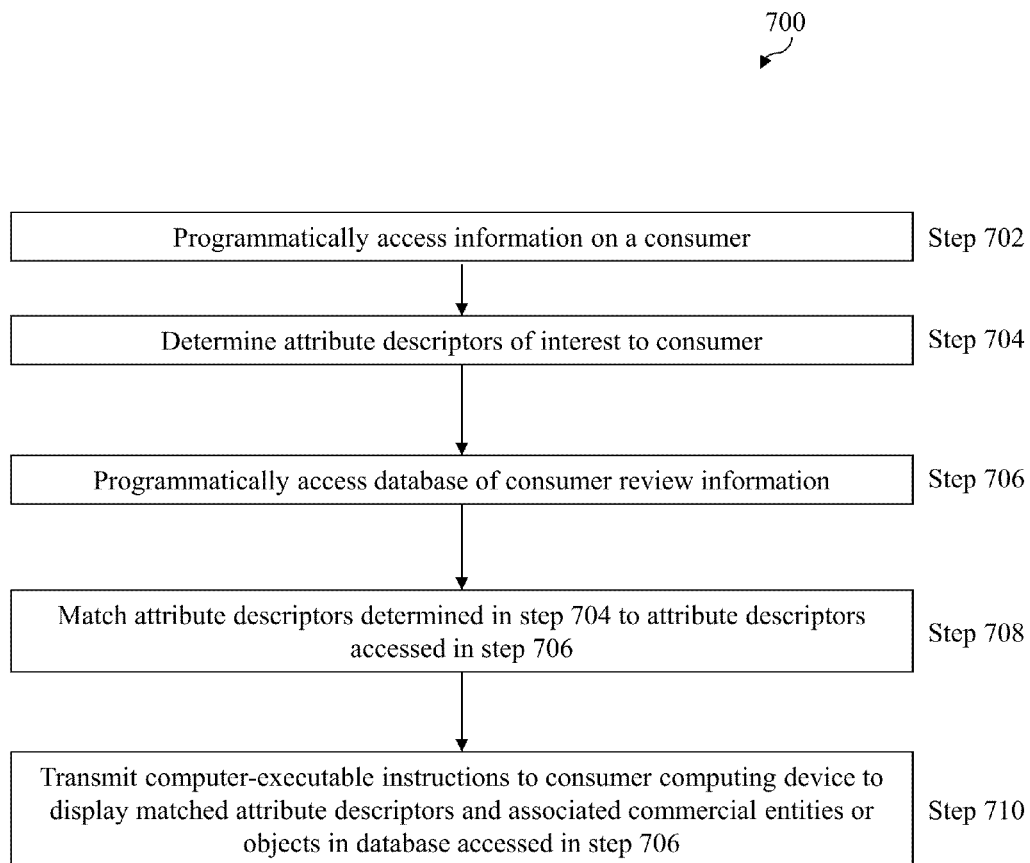 700
Programmatically access information on a consumer
Step 702
Determine attribute descriptors of interest to consumer
Step 704
Programmatically access database of consumer review information
Step 706
Match attribute descriptors determined in step 704 to attribute descriptors
accessed in step 706
Step 708
Transmit computer-executable instructions to consumer computing device to
display matched attribute descriptors and associated commercial entities or
objects in database accessed in step 706
Step 710